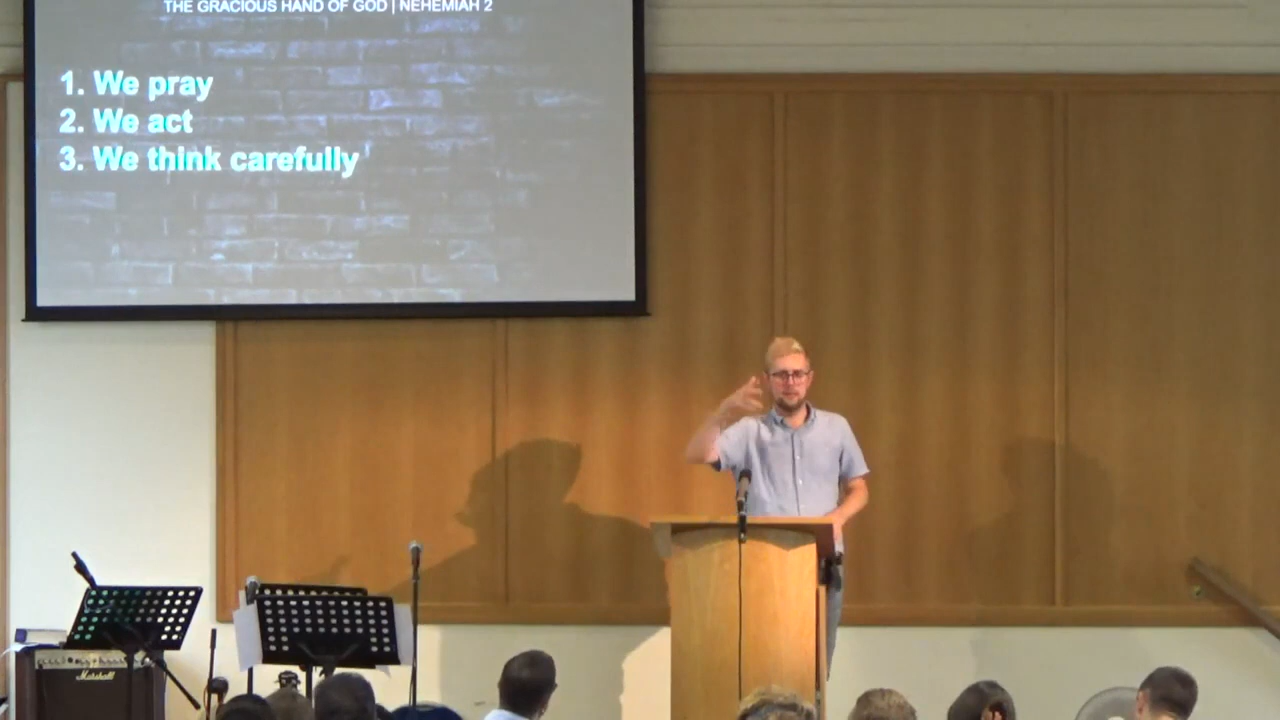 THE GRACIOUS HAND OF GOD | NEHEMIAH 2
1. We pray
2. We act
3. We think carefully
Marshall